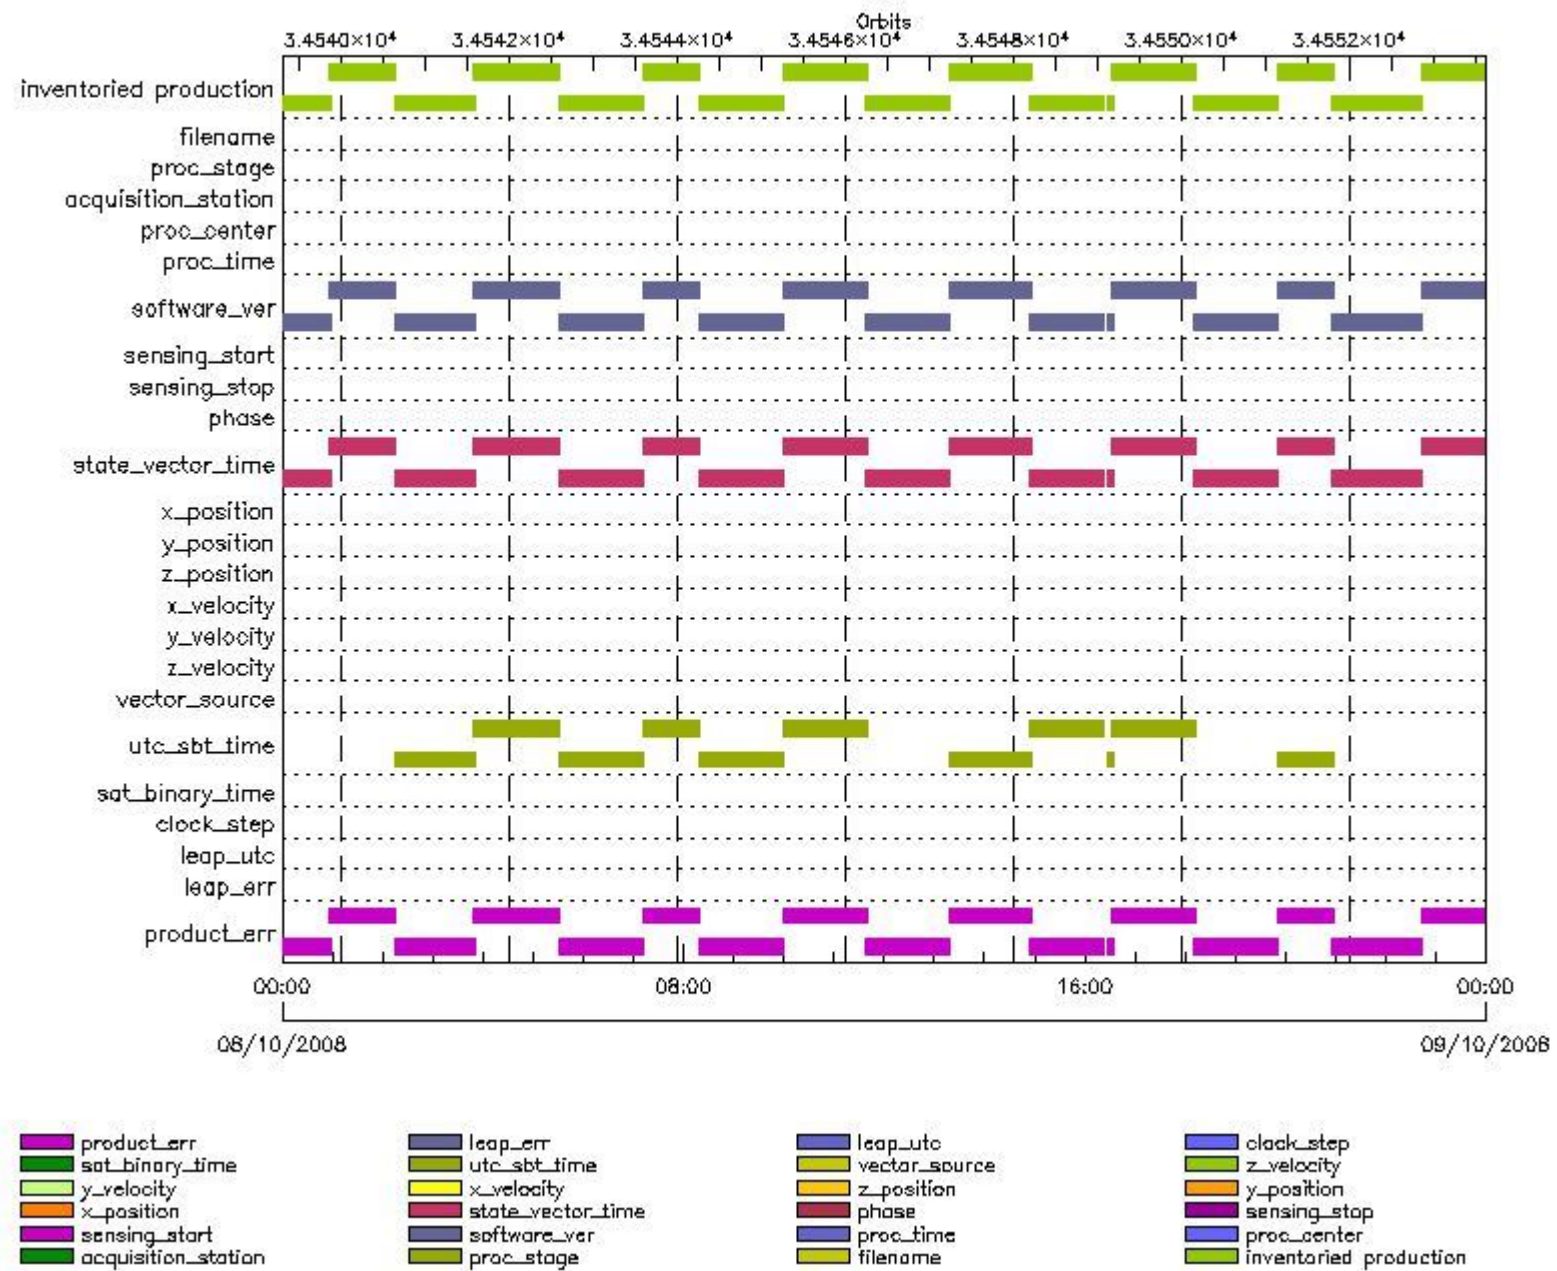 Orbits
3.4540×10⁴ 3.4542×10⁴ 3.4544×10⁴ 3.4546×10⁴ 3.4548×10⁴ 3.4550×10⁴ 3.4552×10⁴
inventoried production
filename
proc_stage
acquisition_station
proc_center
proc_time
software_ver
sensing_start
sensing_stop
phase
state_vector_time
x_position
y_position
z_position
x_velocity
y_velocity
z_velocity
vector_source
utc_sbt_time
sat_binary_time
clock_step
leap_utc
leap_err
product_err
00:00 08:00 16:00 00:00
08/10/2008 09/10/2008
product_err leap_err leap_utc clock_step
sat_binary_time utc_sbt_time vector_source z_velocity
y_velocity x_velocity z_position y_position
x_position state_vector_time phase sensing_stop
sensing_start software_ver proc_time proc_center
acquisition_station proc_stage filename inventoried production